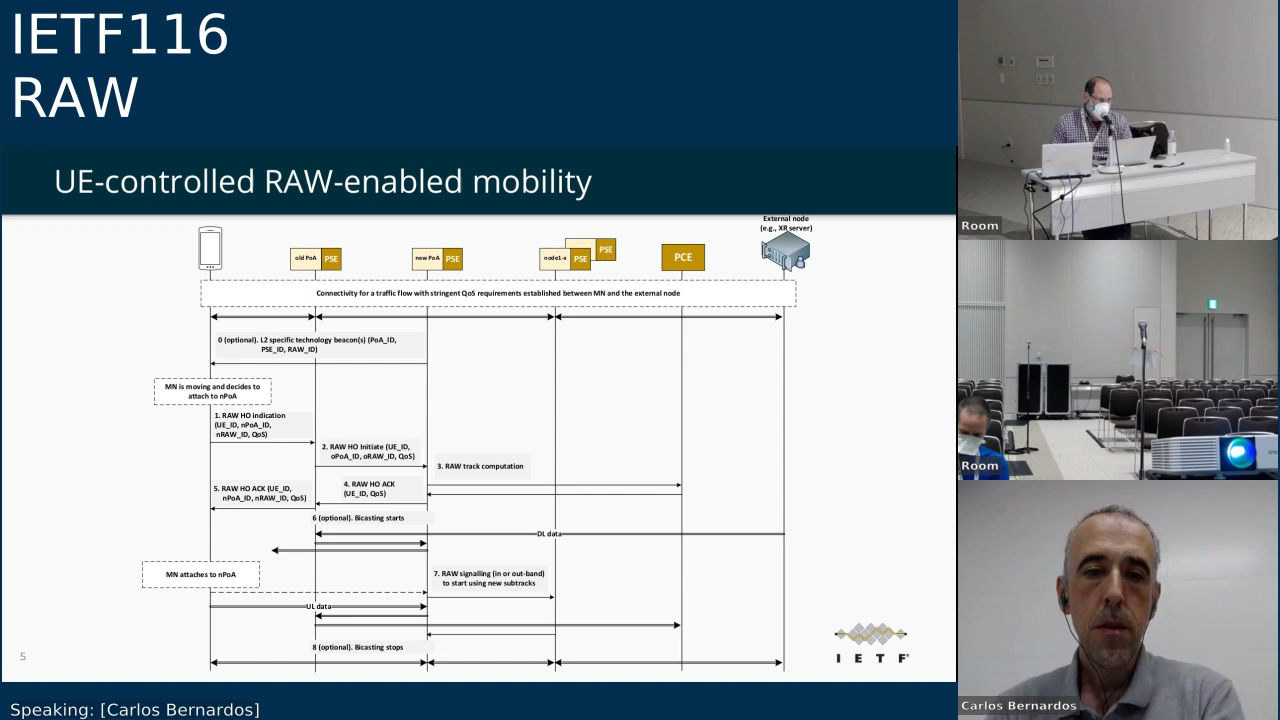 IETF116
RAW
UE-controlled RAW-enabled mobility
External node
(e.g., XR server)
old PoA
PSE
new PoA
PSE
node1-x
PSE
PSE
PCE
Connectivity for a traffic flow with stringent QoS requirements established between MN and the external node
0 (optional). L2 specific technology beacon(s) (PoA_ID,
PSE_ID, RAW_ID)
MN is moving and decides to
attach to nPoA
1. RAW HO indication
(UE_ID, nPoA_ID,
nRAW_ID, QoS)
2. RAW HO Initiate (UE_ID,
oPoA_ID, oRAW_ID, QoS)
3. RAW track computation
4. RAW HO ACK
(UE_ID, QoS)
5. RAW HO ACK (UE_ID,
nPoA_ID, nRAW_ID, QoS)
6 (optional). Bicasting starts
DL data
MN attaches to nPoA
7. RAW signalling (in or out-band)
to start using new subtracks
UL data
8 (optional). Bicasting stops
I E T F®
5
Speaking: [Carlos Bernardos]
Room
Room
Carlos Bernardos